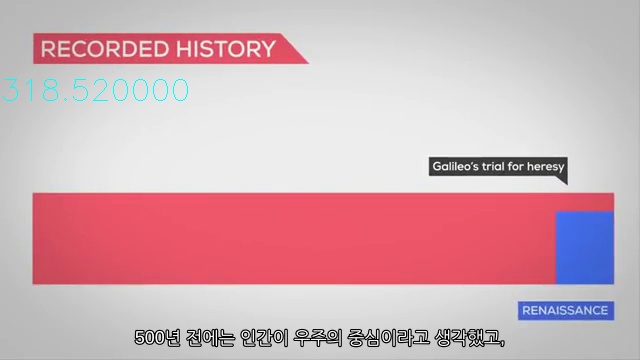 RECORDED HISTORY
318.520000
Galileo's trial for heresy
RENAISSANCE
500년 전에는 인간이 우주의 중심이라고 생각했고,